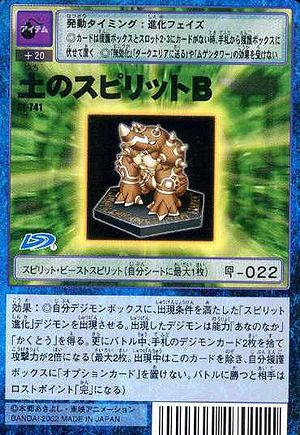 発動タイミング：進化フェイズ
アイテム
◎カードは援護ボックスとスロット2・3にカードがない時、手札から援護ボックスに
伏せて置く　◎「無効化」「ダークエリアに送る」や「ムゲンタワー」の効果を受けない
+20
土のスピリットB
741
スピリット・ビーストスピリット(自分シートに最大1枚)
甲-022
効果：◎自分デジモンボックスに、出現条件を満たした「スピリット
進化」デジモンを出現させる。出現したデジモンは能力「あなのなか」
「かくとう」を得る。更にバトル中、手札のデジモンカード2枚を捨て
攻撃力が2倍になる（最大2枚）。出現中はこのカードを除き、自分援護
ボックスに「オプションカード」を置けない。バトルに勝つと相手は
ロストポイント「完」になる）
©本郷あきよし・東映アニメーション
BANDAI 2002 MADE IN JAPAN